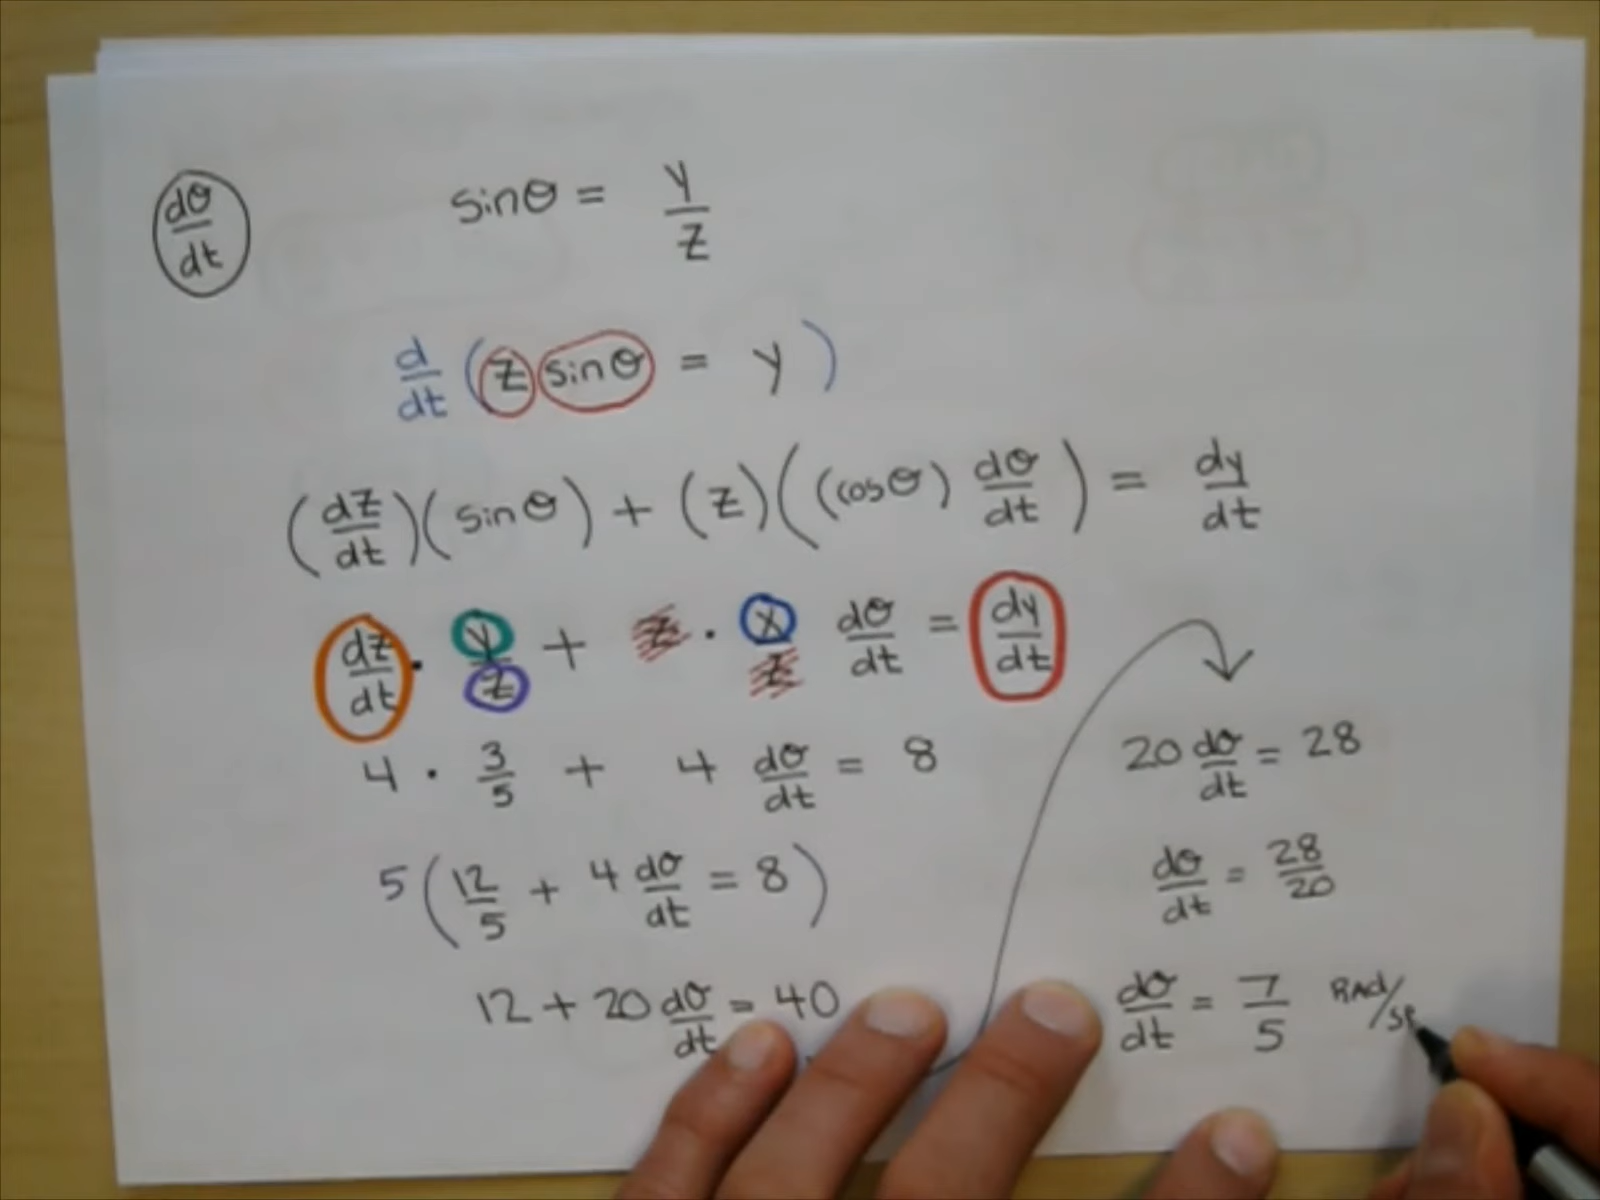 dθ/dt
sinθ = y/z
d/dt (z sinθ = y)
(dz/dt)(sinθ) + (z)((cosθ) dθ/dt) = dy/dt
dz/dt · y/z + z · x/z dθ/dt = dy/dt
4 · 3/5 + 4 dθ/dt = 8
5(12/5 + 4 dθ/dt = 8)
12 + 20 dθ/dt = 40
20 dθ/dt = 28
dθ/dt = 28/20
dθ/dt = 7/5 RAd/